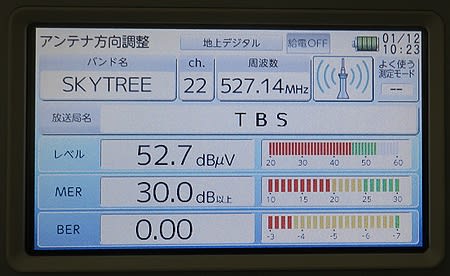 アンテナ方向調整 地上デジタル 給電OFF 01/12
10:23
バンド名 ch. 周波数 よく使う
測定モード
SKYTREE 22 527.14MHz --
放送局名 TBS
レベル 52.7 dBμV 20 30 40 50 60
MER 30.0 dB以上 10 15 20 25 30
BER 0.00 -3 -4 -5 -6 -7